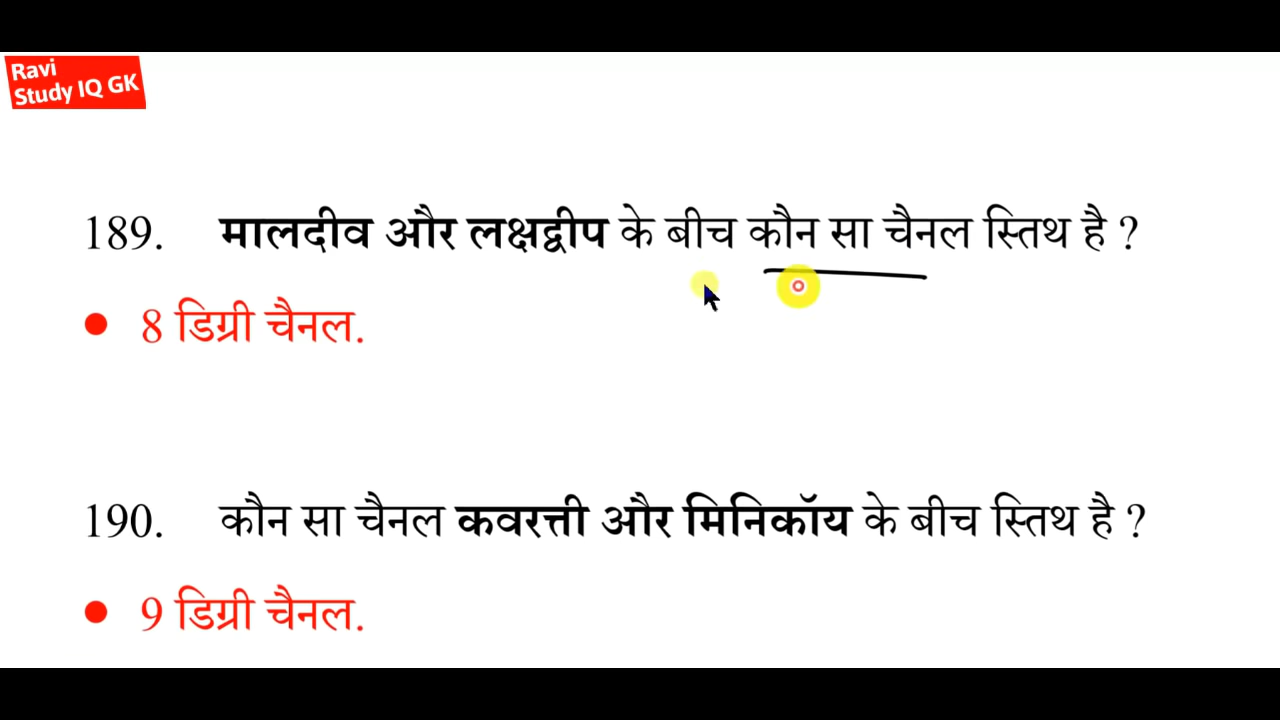 Ravi
Study IQ GK
189. मालदीव और लक्षद्वीप के बीच कौन सा चैनल स्तिथ है ?
• 8 डिग्री चैनल.
190. कौन सा चैनल कवरत्ती और मिनिकॉय के बीच स्तिथ है ?
• 9 डिग्री चैनल.